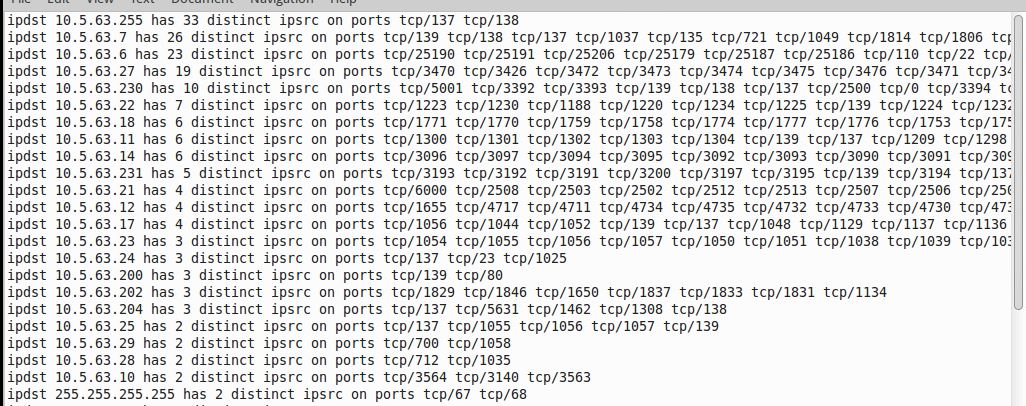 File Edit View Text Document Navigation Help
ipdst 10.5.63.255 has 33 distinct ipsrc on ports tcp/137 tcp/138
ipdst 10.5.63.7 has 26 distinct ipsrc on ports tcp/139 tcp/138 tcp/137 tcp/1037 tcp/135 tcp/721 tcp/1049 tcp/1814 tcp/1806 tcp
ipdst 10.5.63.6 has 23 distinct ipsrc on ports tcp/25190 tcp/25191 tcp/25206 tcp/25179 tcp/25187 tcp/25186 tcp/110 tcp/22 tcp/
ipdst 10.5.63.27 has 19 distinct ipsrc on ports tcp/3470 tcp/3426 tcp/3472 tcp/3473 tcp/3474 tcp/3475 tcp/3476 tcp/3471 tcp/34
ipdst 10.5.63.230 has 10 distinct ipsrc on ports tcp/5001 tcp/3392 tcp/3393 tcp/139 tcp/138 tcp/137 tcp/2500 tcp/0 tcp/3394 tc
ipdst 10.5.63.22 has 7 distinct ipsrc on ports tcp/1223 tcp/1230 tcp/1188 tcp/1220 tcp/1234 tcp/1225 tcp/139 tcp/1224 tcp/1232
ipdst 10.5.63.18 has 6 distinct ipsrc on ports tcp/1771 tcp/1770 tcp/1759 tcp/1758 tcp/1774 tcp/1777 tcp/1776 tcp/1753 tcp/175
ipdst 10.5.63.11 has 6 distinct ipsrc on ports tcp/1300 tcp/1301 tcp/1302 tcp/1303 tcp/1304 tcp/139 tcp/137 tcp/1209 tcp/1298
ipdst 10.5.63.14 has 6 distinct ipsrc on ports tcp/3096 tcp/3097 tcp/3094 tcp/3095 tcp/3092 tcp/3093 tcp/3090 tcp/3091 tcp/309
ipdst 10.5.63.231 has 5 distinct ipsrc on ports tcp/3193 tcp/3192 tcp/3191 tcp/3200 tcp/3197 tcp/3195 tcp/139 tcp/3194 tcp/137
ipdst 10.5.63.21 has 4 distinct ipsrc on ports tcp/6000 tcp/2508 tcp/2503 tcp/2502 tcp/2512 tcp/2513 tcp/2507 tcp/2506 tcp/250
ipdst 10.5.63.12 has 4 distinct ipsrc on ports tcp/1655 tcp/4717 tcp/4711 tcp/4734 tcp/4735 tcp/4732 tcp/4733 tcp/4730 tcp/473
ipdst 10.5.63.17 has 4 distinct ipsrc on ports tcp/1056 tcp/1044 tcp/1052 tcp/139 tcp/137 tcp/1048 tcp/1129 tcp/1137 tcp/1136
ipdst 10.5.63.23 has 3 distinct ipsrc on ports tcp/1054 tcp/1055 tcp/1056 tcp/1057 tcp/1050 tcp/1051 tcp/1038 tcp/1039 tcp/103
ipdst 10.5.63.24 has 3 distinct ipsrc on ports tcp/137 tcp/23 tcp/1025
ipdst 10.5.63.200 has 3 distinct ipsrc on ports tcp/139 tcp/80
ipdst 10.5.63.202 has 3 distinct ipsrc on ports tcp/1829 tcp/1846 tcp/1650 tcp/1837 tcp/1833 tcp/1831 tcp/1134
ipdst 10.5.63.204 has 3 distinct ipsrc on ports tcp/137 tcp/5631 tcp/1462 tcp/1308 tcp/138
ipdst 10.5.63.25 has 2 distinct ipsrc on ports tcp/137 tcp/1055 tcp/1056 tcp/1057 tcp/139
ipdst 10.5.63.29 has 2 distinct ipsrc on ports tcp/700 tcp/1058
ipdst 10.5.63.28 has 2 distinct ipsrc on ports tcp/712 tcp/1035
ipdst 10.5.63.10 has 2 distinct ipsrc on ports tcp/3564 tcp/3140 tcp/3563
ipdst 255.255.255.255 has 2 distinct ipsrc on ports tcp/67 tcp/68